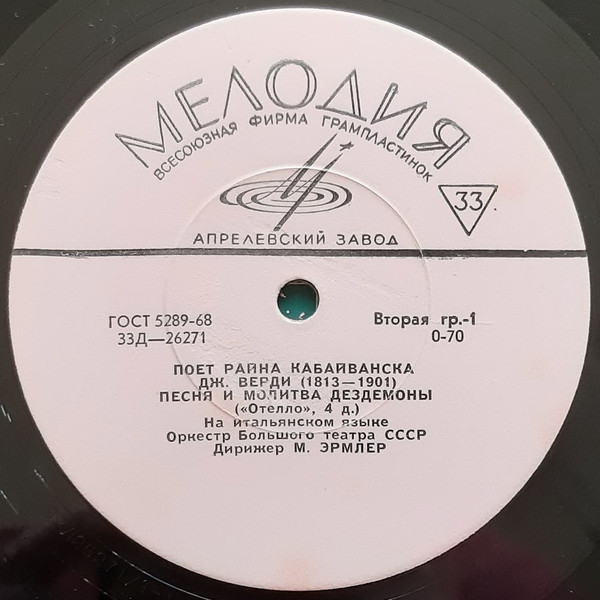 МЕЛОДИЯ
ВСЕСОЮЗНАЯ ФИРМА ГРАМПЛАСТИНОК
33
АПРЕЛЕВСКИЙ ЗАВОД
ГОСТ 5289-68 Вторая гр.-1
33Д—26271 0-70
ПОЕТ РАЙНА КАБАИВАНСКА
ДЖ. ВЕРДИ (1813—1901)
ПЕСНЯ И МОЛИТВА ДЕЗДЕМОНЫ
(«Отелло», 4 д.)
На итальянском языке
Оркестр Большого театра СССР
Дирижер М. ЭРМЛЕР